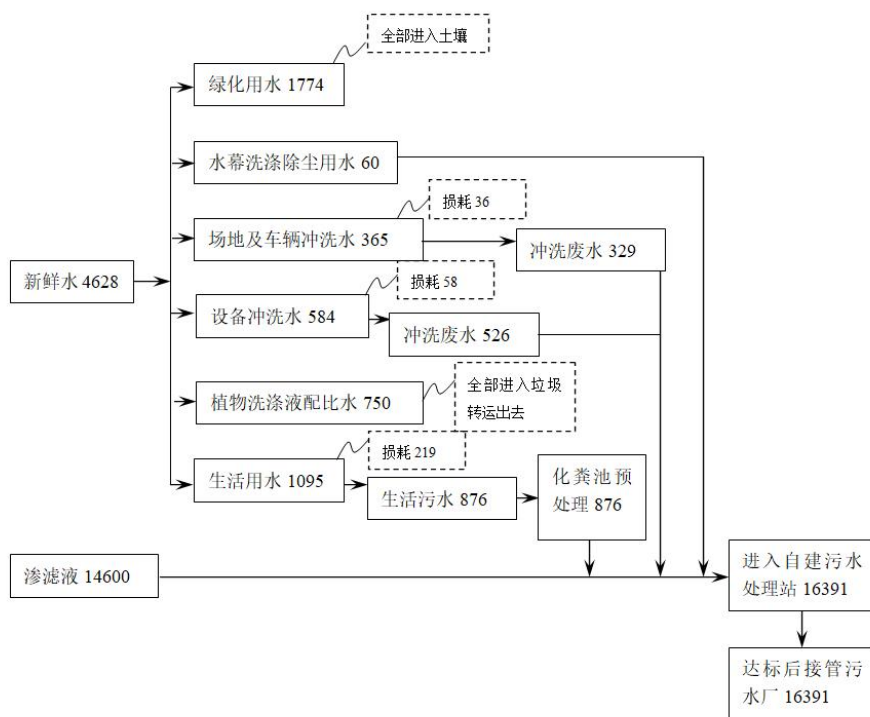 全部进入土壤
绿化用水 1774
水幕洗涤除尘用水 60
损耗 36
场地及车辆冲洗水 365
冲洗废水 329
新鲜水 4628
损耗 58
设备冲洗水 584
冲洗废水 526
植物洗涤液配比水 750
全部进入垃圾
转运出去
损耗 219
生活用水 1095
生活污水 876
化粪池预
处理 876
渗滤液 14600
进入自建污水
处理站 16391
达标后接管污
水厂 16391